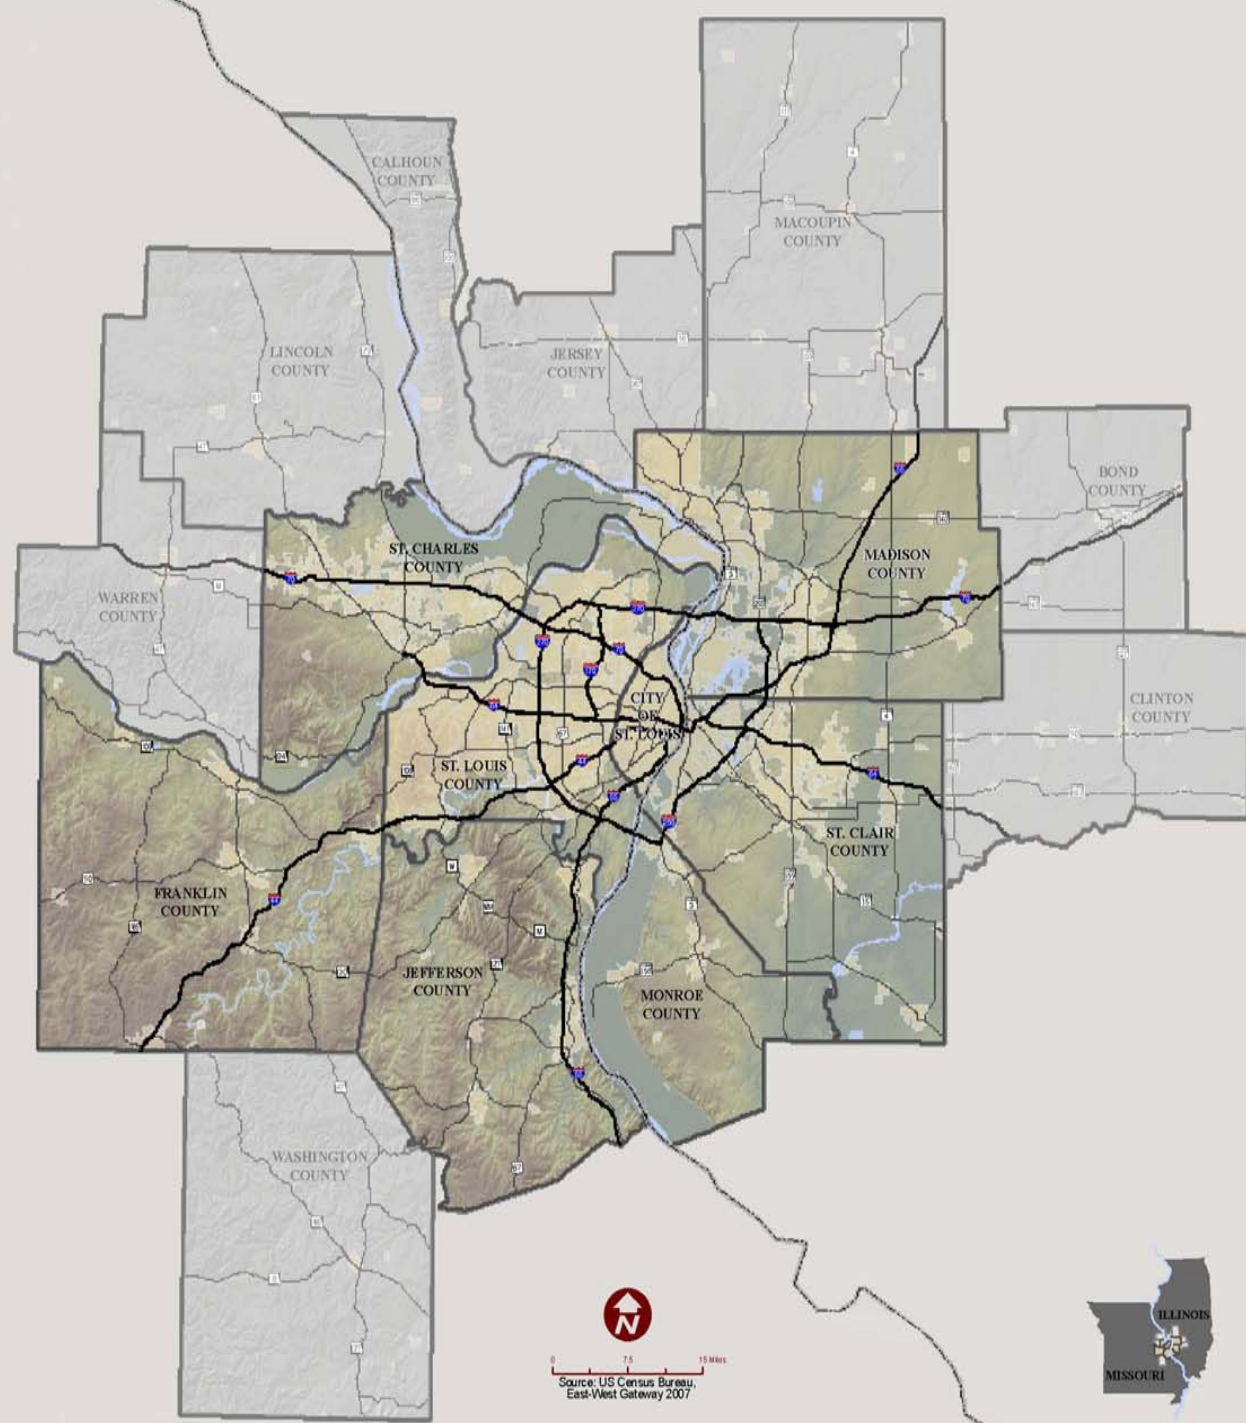 CALHOUN
COUNTY
MACOUPIN
COUNTY
LINCOLN
COUNTY
JERSEY
COUNTY
BOND
COUNTY
ST. CHARLES
COUNTY
MADISON
COUNTY
WARREN
COUNTY
CITY
OF
ST. LOUIS
CLINTON
COUNTY
ST. LOUIS
COUNTY
ST. CLAIR
COUNTY
FRANKLIN
COUNTY
JEFFERSON
COUNTY
MONROE
COUNTY
WASHINGTON
COUNTY
N
0 7.5 15 Miles
Source: US Census Bureau,
East-West Gateway 2007
ILLINOIS
MISSOURI